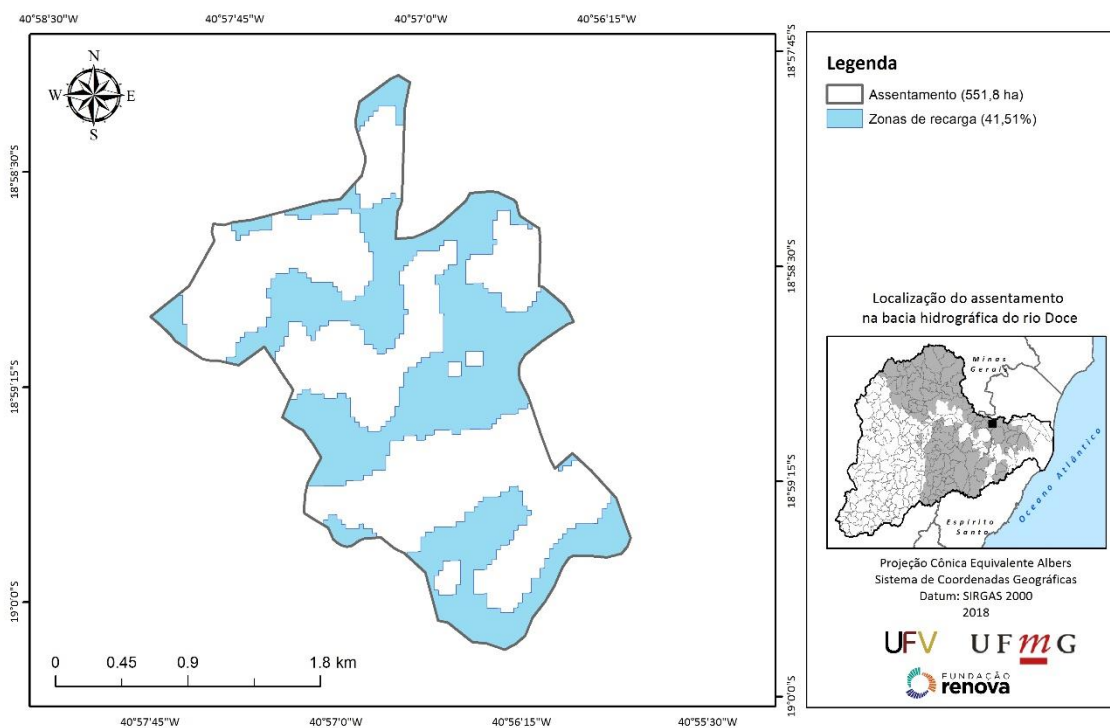 40°58'30"W 40°57'45"W 40°57'0"W 40°56'15"W
18°57'45"S
18°58'30"S
18°58'30"S
18°59'15"S
18°59'15"S
19°0'0"S
19°0'0"S
N
W E
S
0 0.45 0.9 1.8 km
40°57'45"W 40°57'0"W 40°56'15"W 40°55'30"W
Legenda
Assentamento (551,8 ha)
Zonas de recarga (41,51%)
Localização do assentamento
na bacia hidrográfica do rio Doce
Minas
Gerais
Espírito
Santo
Oceano Atlântico
Projeção Cônica Equivalente Albers
Sistema de Coordenadas Geográficas
Datum: SIRGAS 2000
2018
UFV UFmG
FUNDAÇÃO
renova